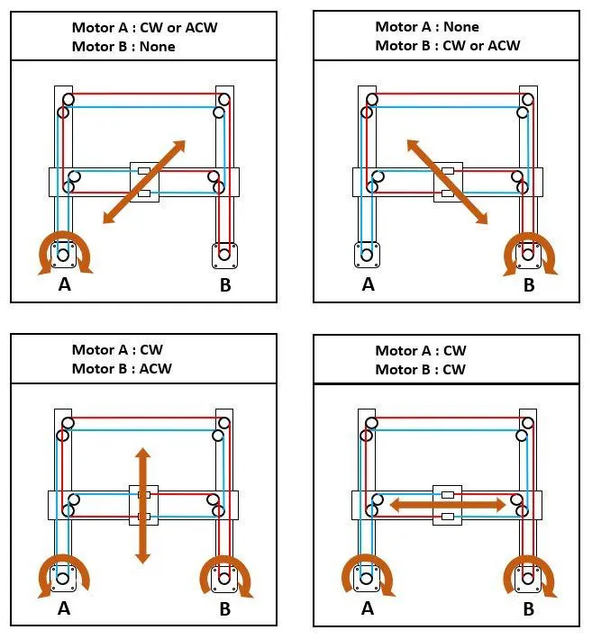 Motor A : CW or ACW
Motor B : None
A
B
Motor A : None
Motor B : CW or ACW
A
B
Motor A : CW
Motor B : ACW
A
B
Motor A : CW
Motor B : CW
A
B